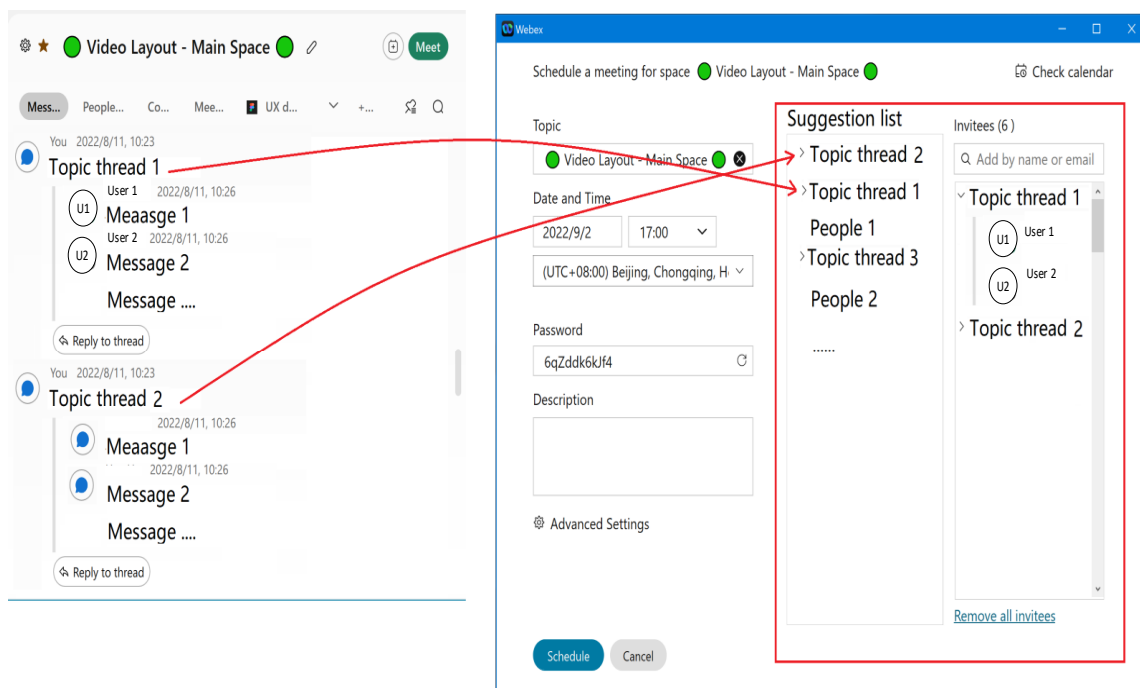 Video Layout - Main Space
Meet
Mess...
People...
Co...
Mee...
UX d...
+...
You 2022/8/11, 10:23
Topic thread 1
User 1 2022/8/11, 10:26
U1
Meaasge 1
User 2 2022/8/11, 10:26
U2
Message 2
Message ....
Reply to thread
You 2022/8/11, 10:23
Topic thread 2
2022/8/11, 10:26
Meaasge 1
2022/8/11, 10:26
Message 2
Message ....
Reply to thread
Webex
Schedule a meeting for space Video Layout - Main Space
Check calendar
Topic
Video Layout - Main Space
Date and Time
2022/9/2
17:00
(UTC+08:00) Beijing, Chongqing, H
Password
6qZddk6kJf4
Description
Advanced Settings
Schedule
Cancel
Suggestion list
Topic thread 2
Topic thread 1
People 1
Topic thread 3
People 2
......
Invitees (6 )
Add by name or email
Topic thread 1
U1
User 1
U2
User 2
Topic thread 2
Remove all invitees